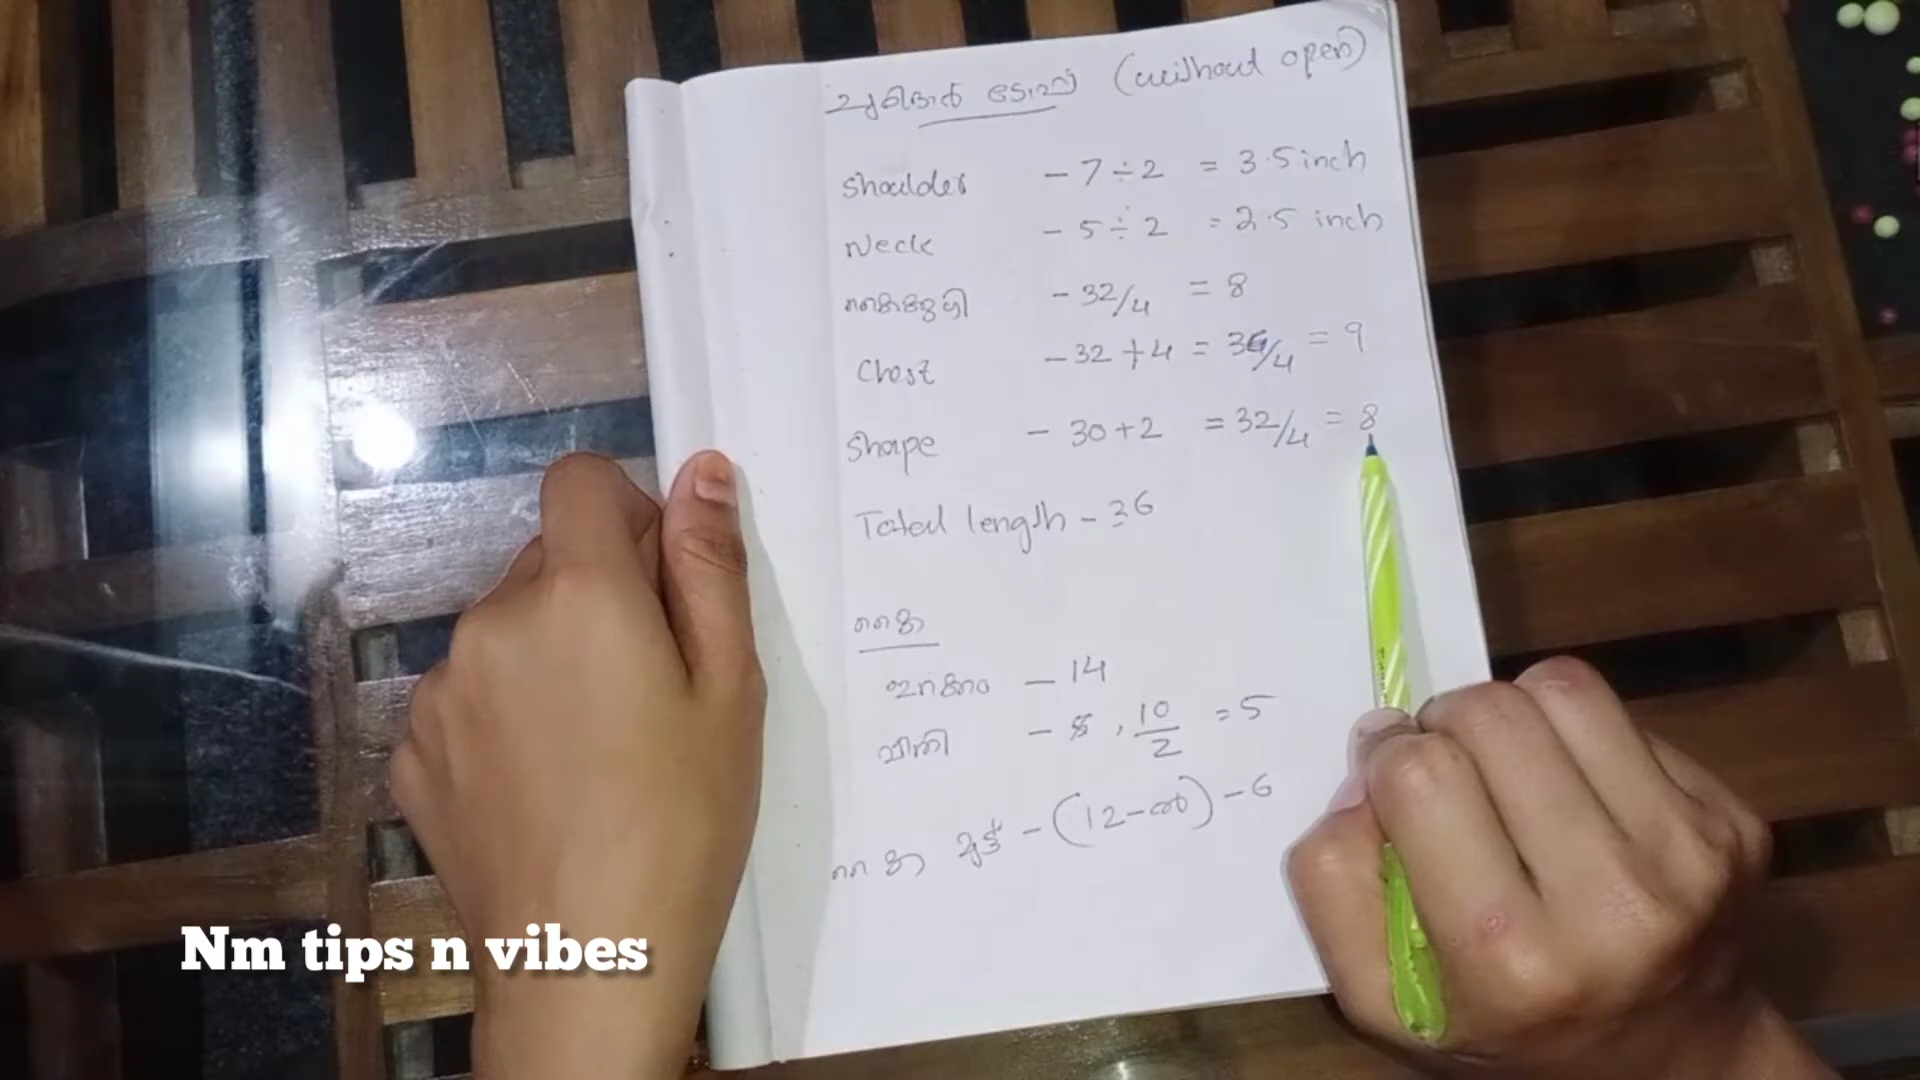 ചുരിദാർ ടോപ്പ് (without open)
Shoulder - 7 ÷ 2 = 3.5 inch
Neck - 5 ÷ 2 = 2.5 inch
കൈകുഴി - 32/4 = 8
Chest - 32 + 4 = 36/4 = 9
Shape - 30 + 2 = 32/4 = 8
Total length - 36
കൈ
ഇറക്കം - 14
വീതി - 10/2 = 5
കൈ - 6
Nm tips n vibes